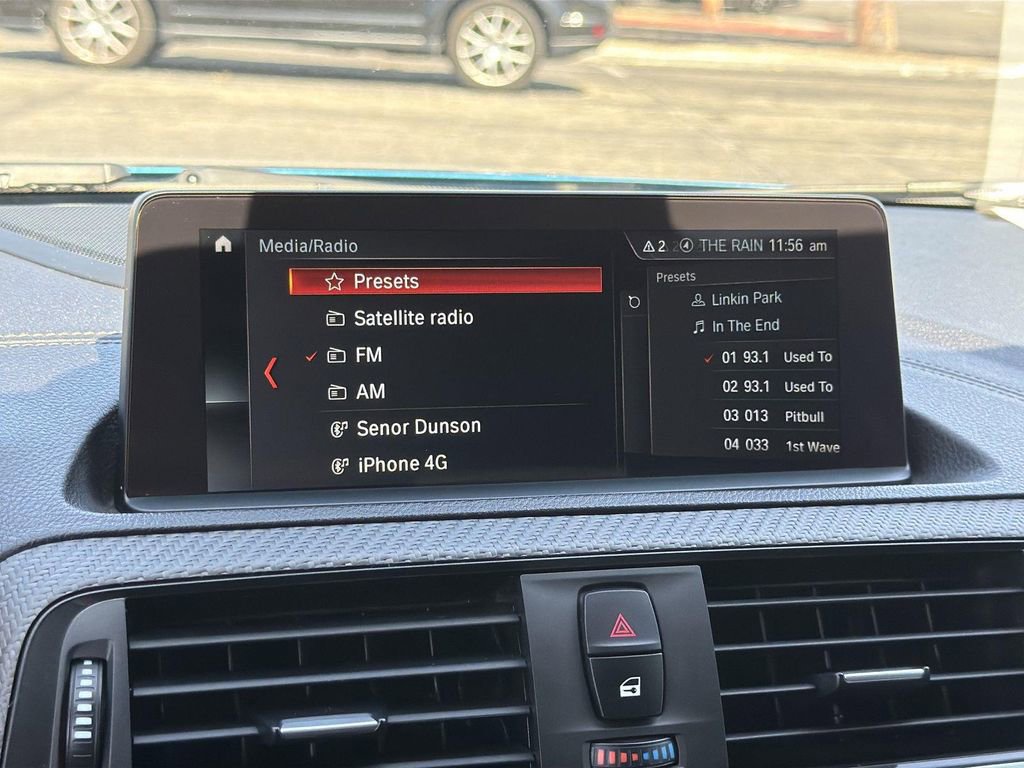 Media/Radio
2 THE RAIN 11:56 am
Presets
Satellite radio
FM
AM
Senor Dunson
iPhone 4G
Presets
Linkin Park
In The End
01 93.1 Used To
02 93.1 Used To
03 013 Pitbull
04 033 1st Wave